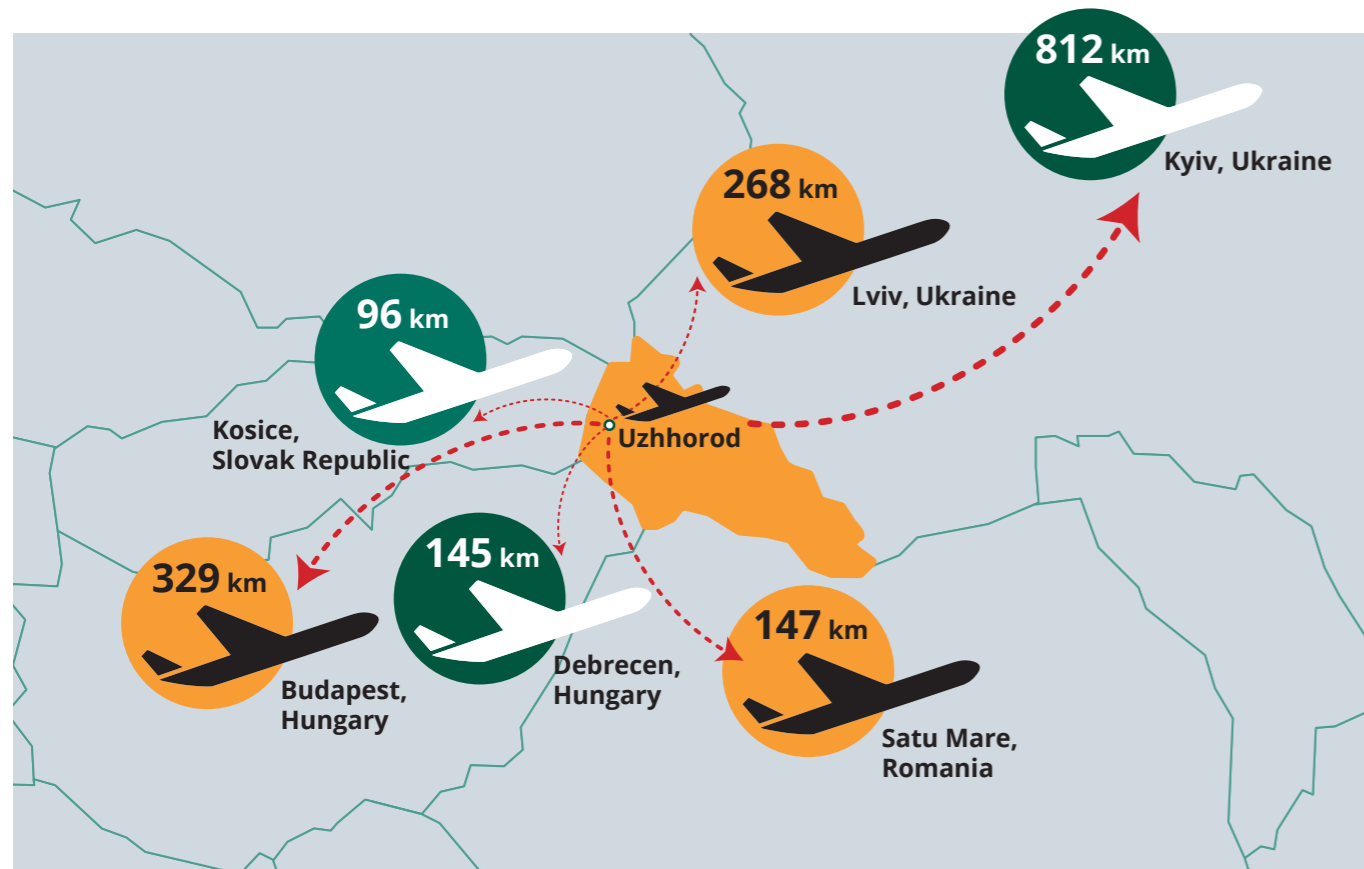 812 km
Kyiv, Ukraine
268 km
Lviv, Ukraine
96 km
Kosice,
Slovak Republic
Uzhhorod
329 km
Budapest,
Hungary
145 km
Debrecen,
Hungary
147 km
Satu Mare,
Romania